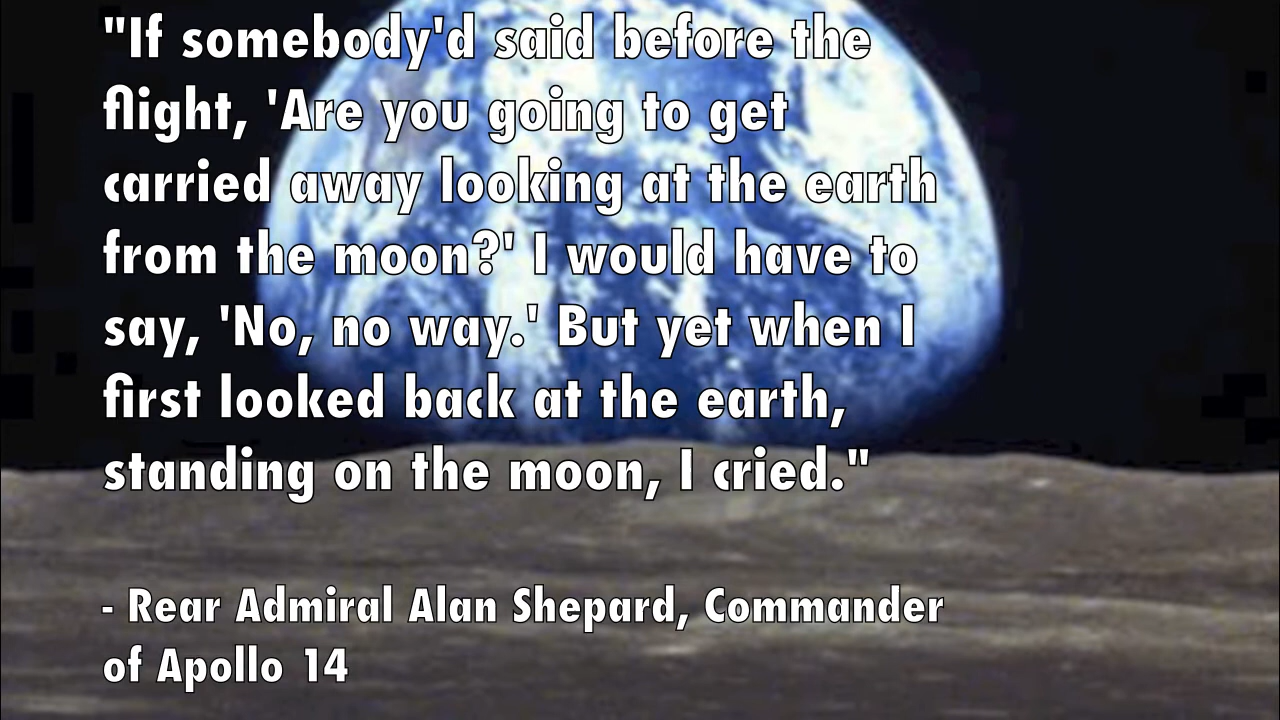 "If somebody'd said before the
flight, 'Are you going to get
carried away looking at the earth
from the moon?' I would have to
say, 'No, no way.' But yet when I
first looked back at the earth,
standing on the moon, I cried."
- Rear Admiral Alan Shepard, Commander
of Apollo 14